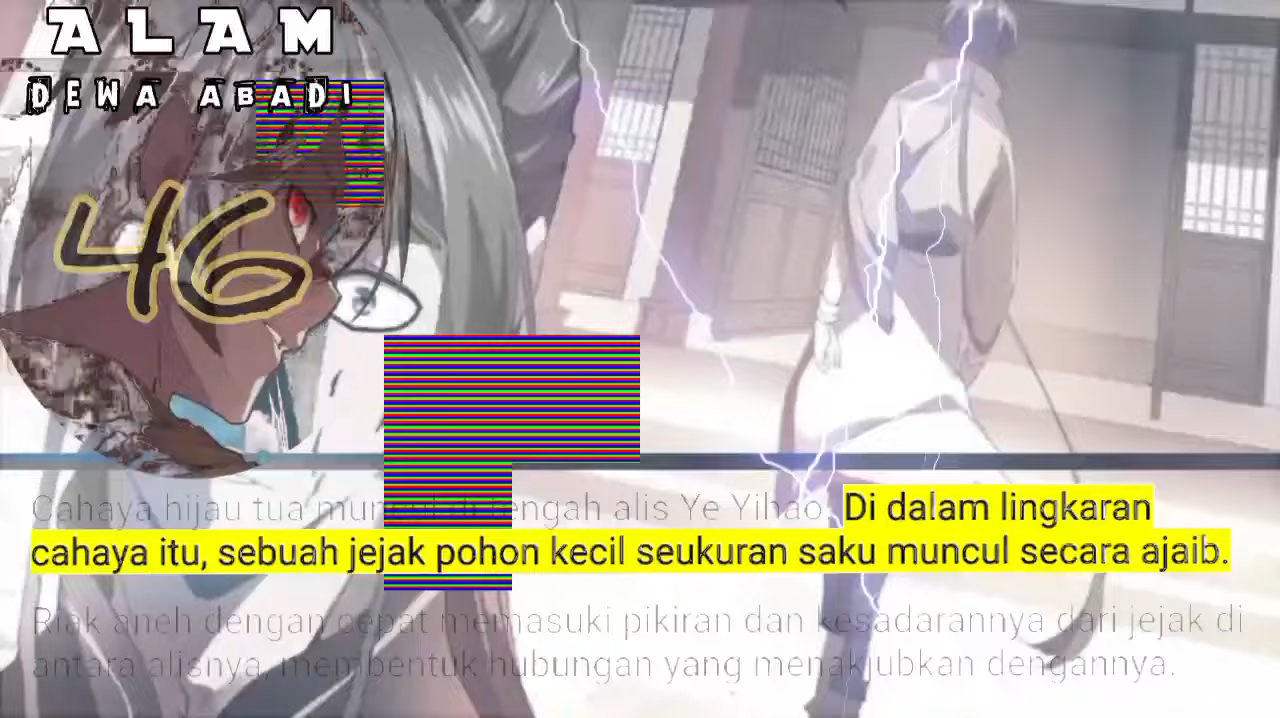 ALAM
DEWA ABADI
46
Cahaya hijau tua muncul di tengah alis Ye Yihao. Di dalam lingkaran
cahaya itu, sebuah jejak pohon kecil seukuran saku muncul secara ajaib.
Riak aneh dengan cepat memasuki pikiran dan kesadarannya dari jejak di
antara alisnya, membentuk hubungan yang menakjubkan dengannya.